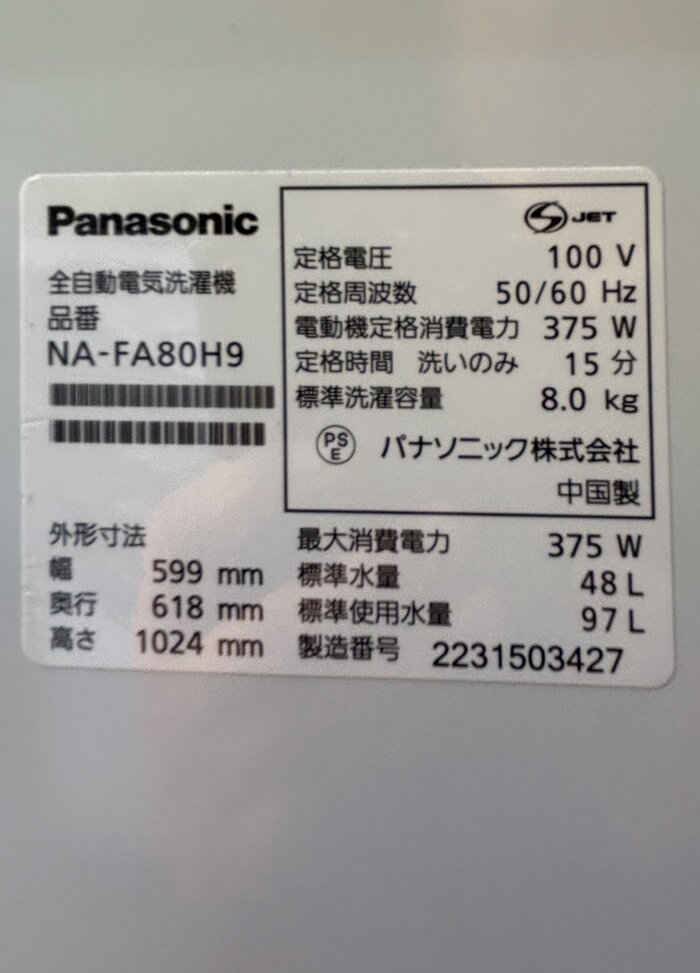 Panasonic
全自動電気洗濯機
品番
NA-FA80H9
JET
定格電圧 100 V
定格周波数 50/60 Hz
電動機定格消費電力 375 W
定格時間 洗いのみ 15 分
標準洗濯容量 8.0 kg
PS
E
パナソニック株式会社
中国製
外形寸法
幅 599 mm
奥行 618 mm
高さ 1024 mm
最大消費電力 375 W
標準水量 48 L
標準使用水量 97 L
製造番号 2231503427